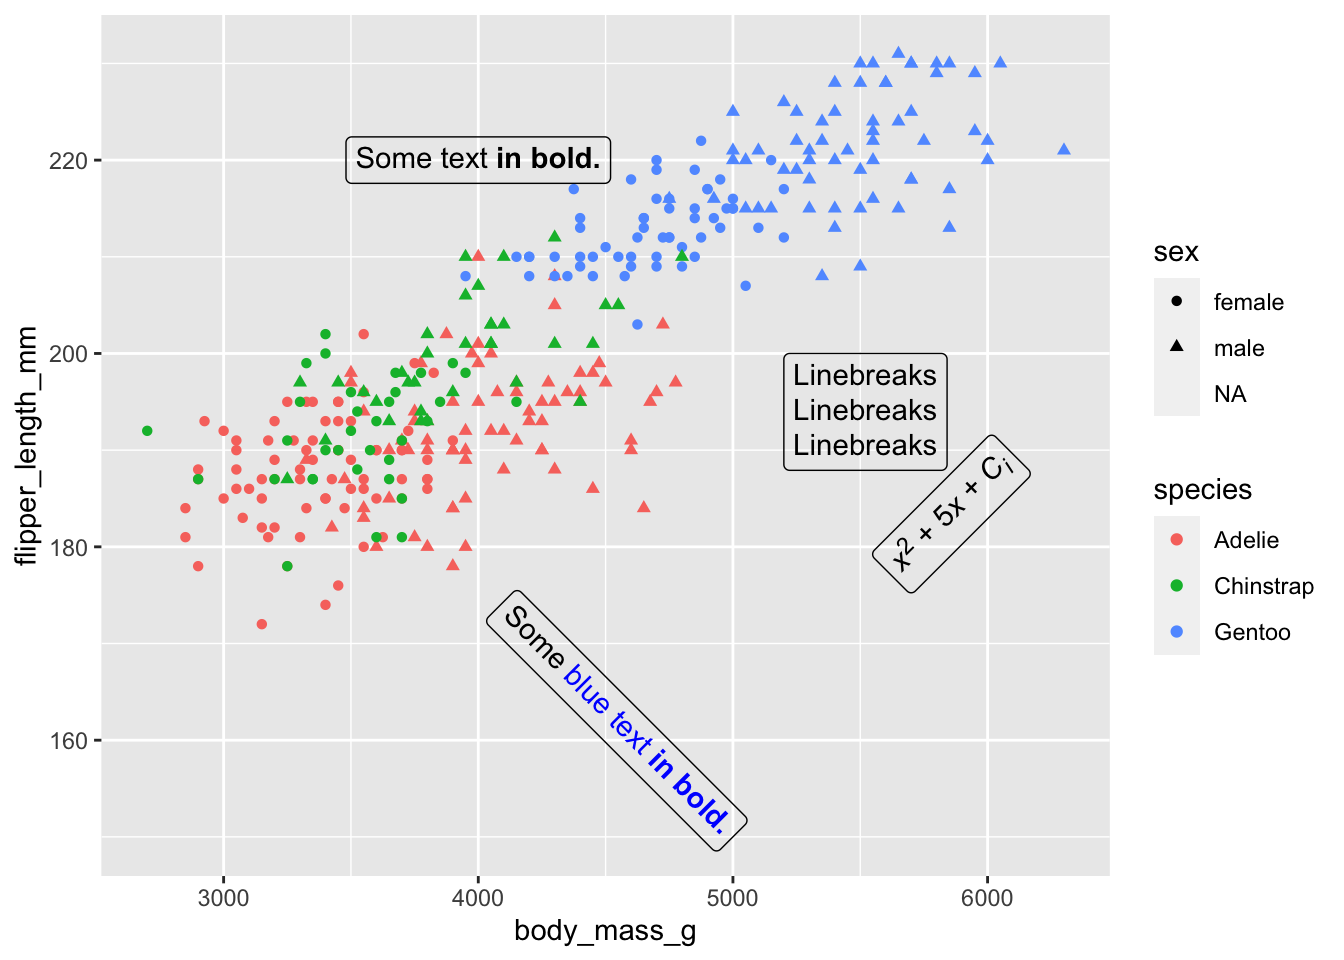 220
200
180
160
flipper_length_mm
Some text in bold.
Linebreaks
Linebreaks
Linebreaks
x² + 5x + Cᵢ
Some blue text in bold.
3000 4000 5000 6000
body_mass_g
sex
female
male
NA
species
Adelie
Chinstrap
Gentoo